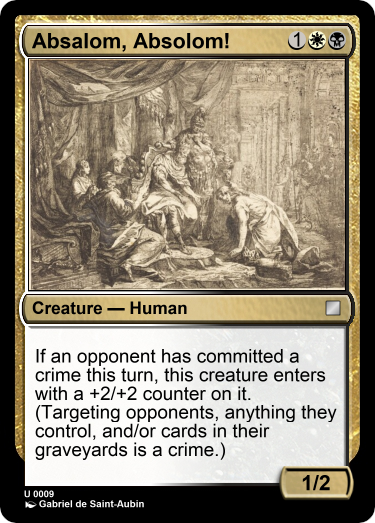 Absalom, Absolom! 1
Creature — Human
If an opponent has committed a
crime this turn, this creature enters
with a +2/+2 counter on it.
(Targeting opponents, anything they
control, and/or cards in their
graveyards is a crime.)
1/2
U 0009
Gabriel de Saint-Aubin